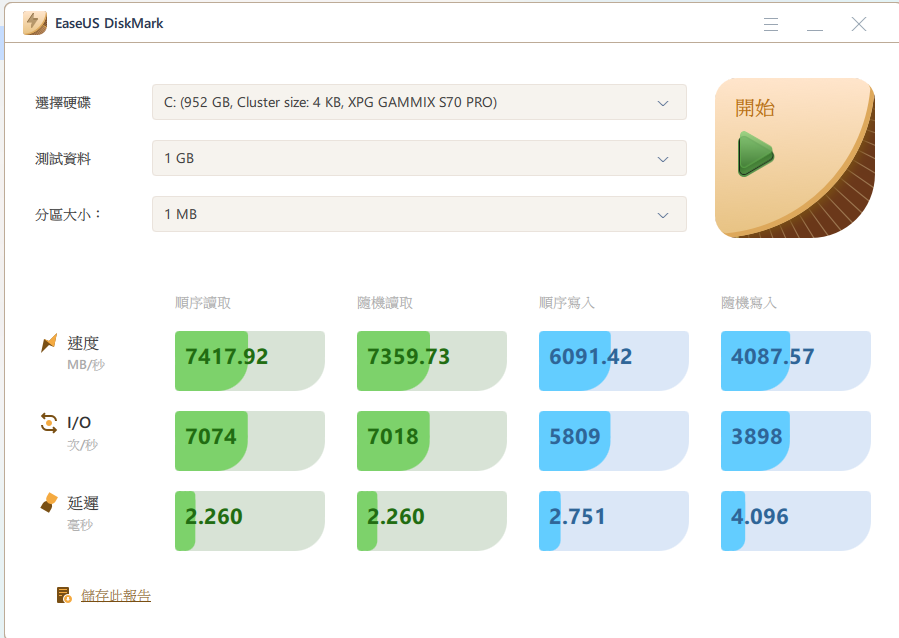 EaseUS DiskMark
選擇硬碟
C: (952 GB, Cluster size: 4 KB, XPG GAMMIX S70 PRO)
開始
測試資料
1 GB
分區大小：
1 MB
順序讀取 隨機讀取 順序寫入 隨機寫入
速度
MB/秒
7417.92 7359.73 6091.42 4087.57
I/O
次/秒
7074 7018 5809 3898
延遲
毫秒
2.260 2.260 2.751 4.096
儲存此報告